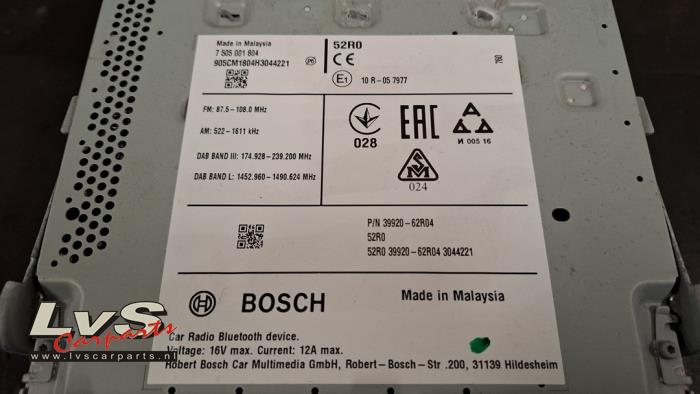 Made in Malaysia
7 505 001 804
90SCM1804H3044221
52R0
CE
E1
10 R-05 7977
FM: 87.5-108.0 MHz
AM: 522-1611 kHz
DAB BAND III: 174.928-239.200 MHz
DAB BAND L: 1452.960-1490.624 MHz
028
EAC
И 005 16
SM
024
P/N 39920-62R04
52R0
52R0 39920-62R04 3044221
BOSCH
Made in Malaysia
Car Radio Bluetooth device.
Voltage: 16V max. Current: 12A max.
Robert Bosch Car Multimedia GmbH, Robert-Bosch-Str .200, 31139 Hildesheim
LvS
Carparts
www.lvscarparts.nl